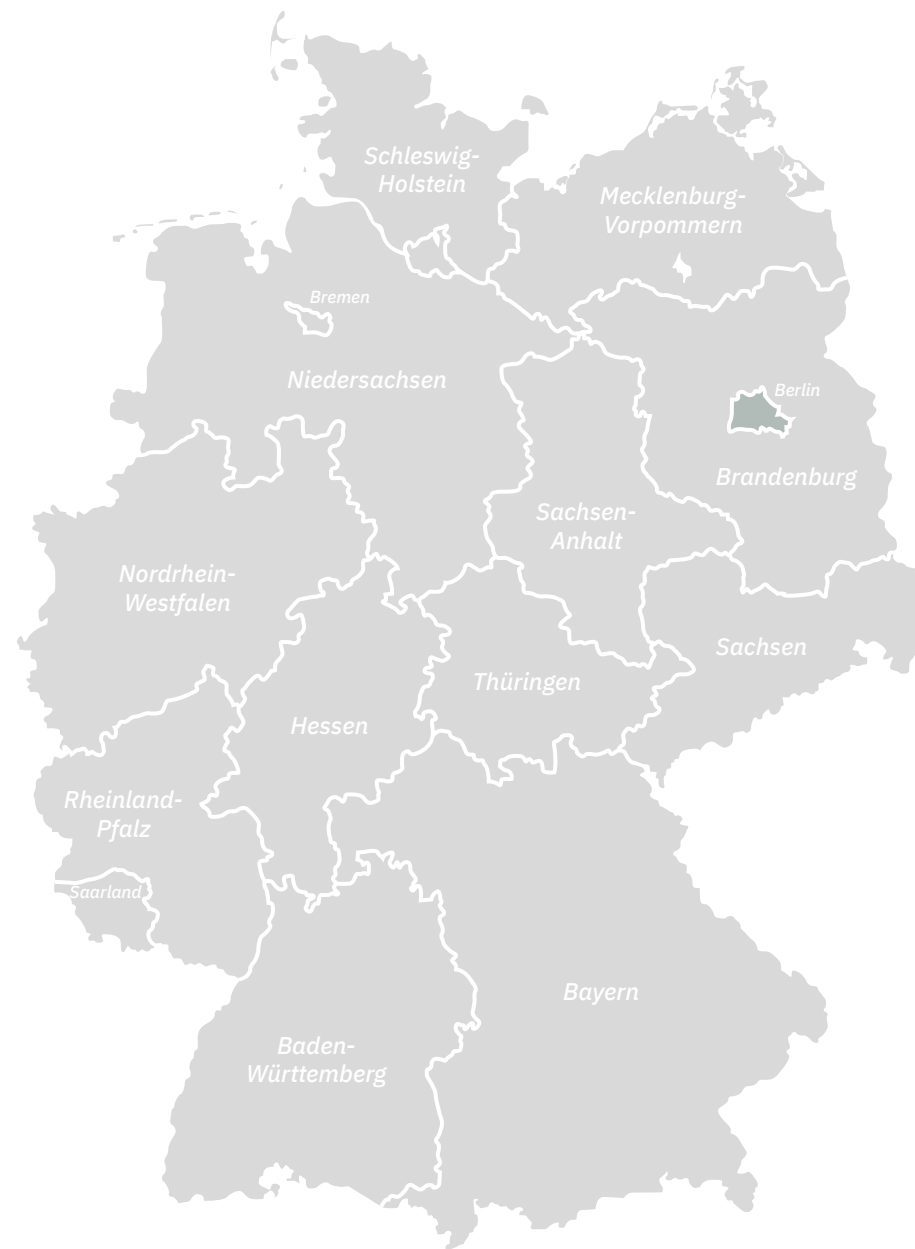 Schleswig-
Holstein
Mecklenburg-
Vorpommern
Bremen
Niedersachsen
Berlin
Brandenburg
Sachsen-
Anhalt
Nordrhein-
Westfalen
Sachsen
Thüringen
Hessen
Rheinland-
Pfalz
Saarland
Bayern
Baden-
Württemberg